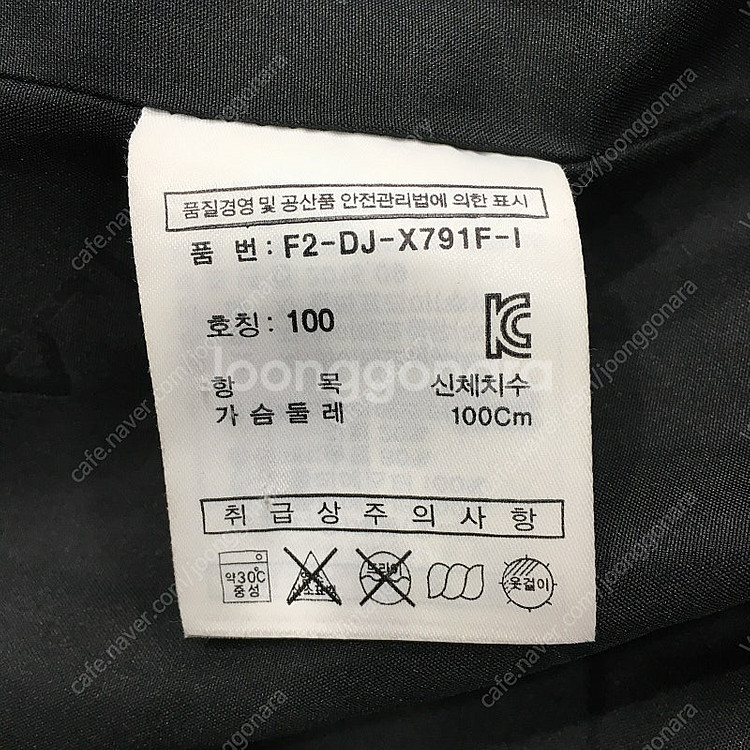 품질경영 및 공산품 안전관리법에 의한 표시
품 번 : F2-DJ-X791F-I
호칭 : 100
항 목 신체치수
가슴둘레 100Cm
취급상주의사항
약30℃ 중성
드라이
옷걸이
joonggonara
cafe.naver.com/joonggonara